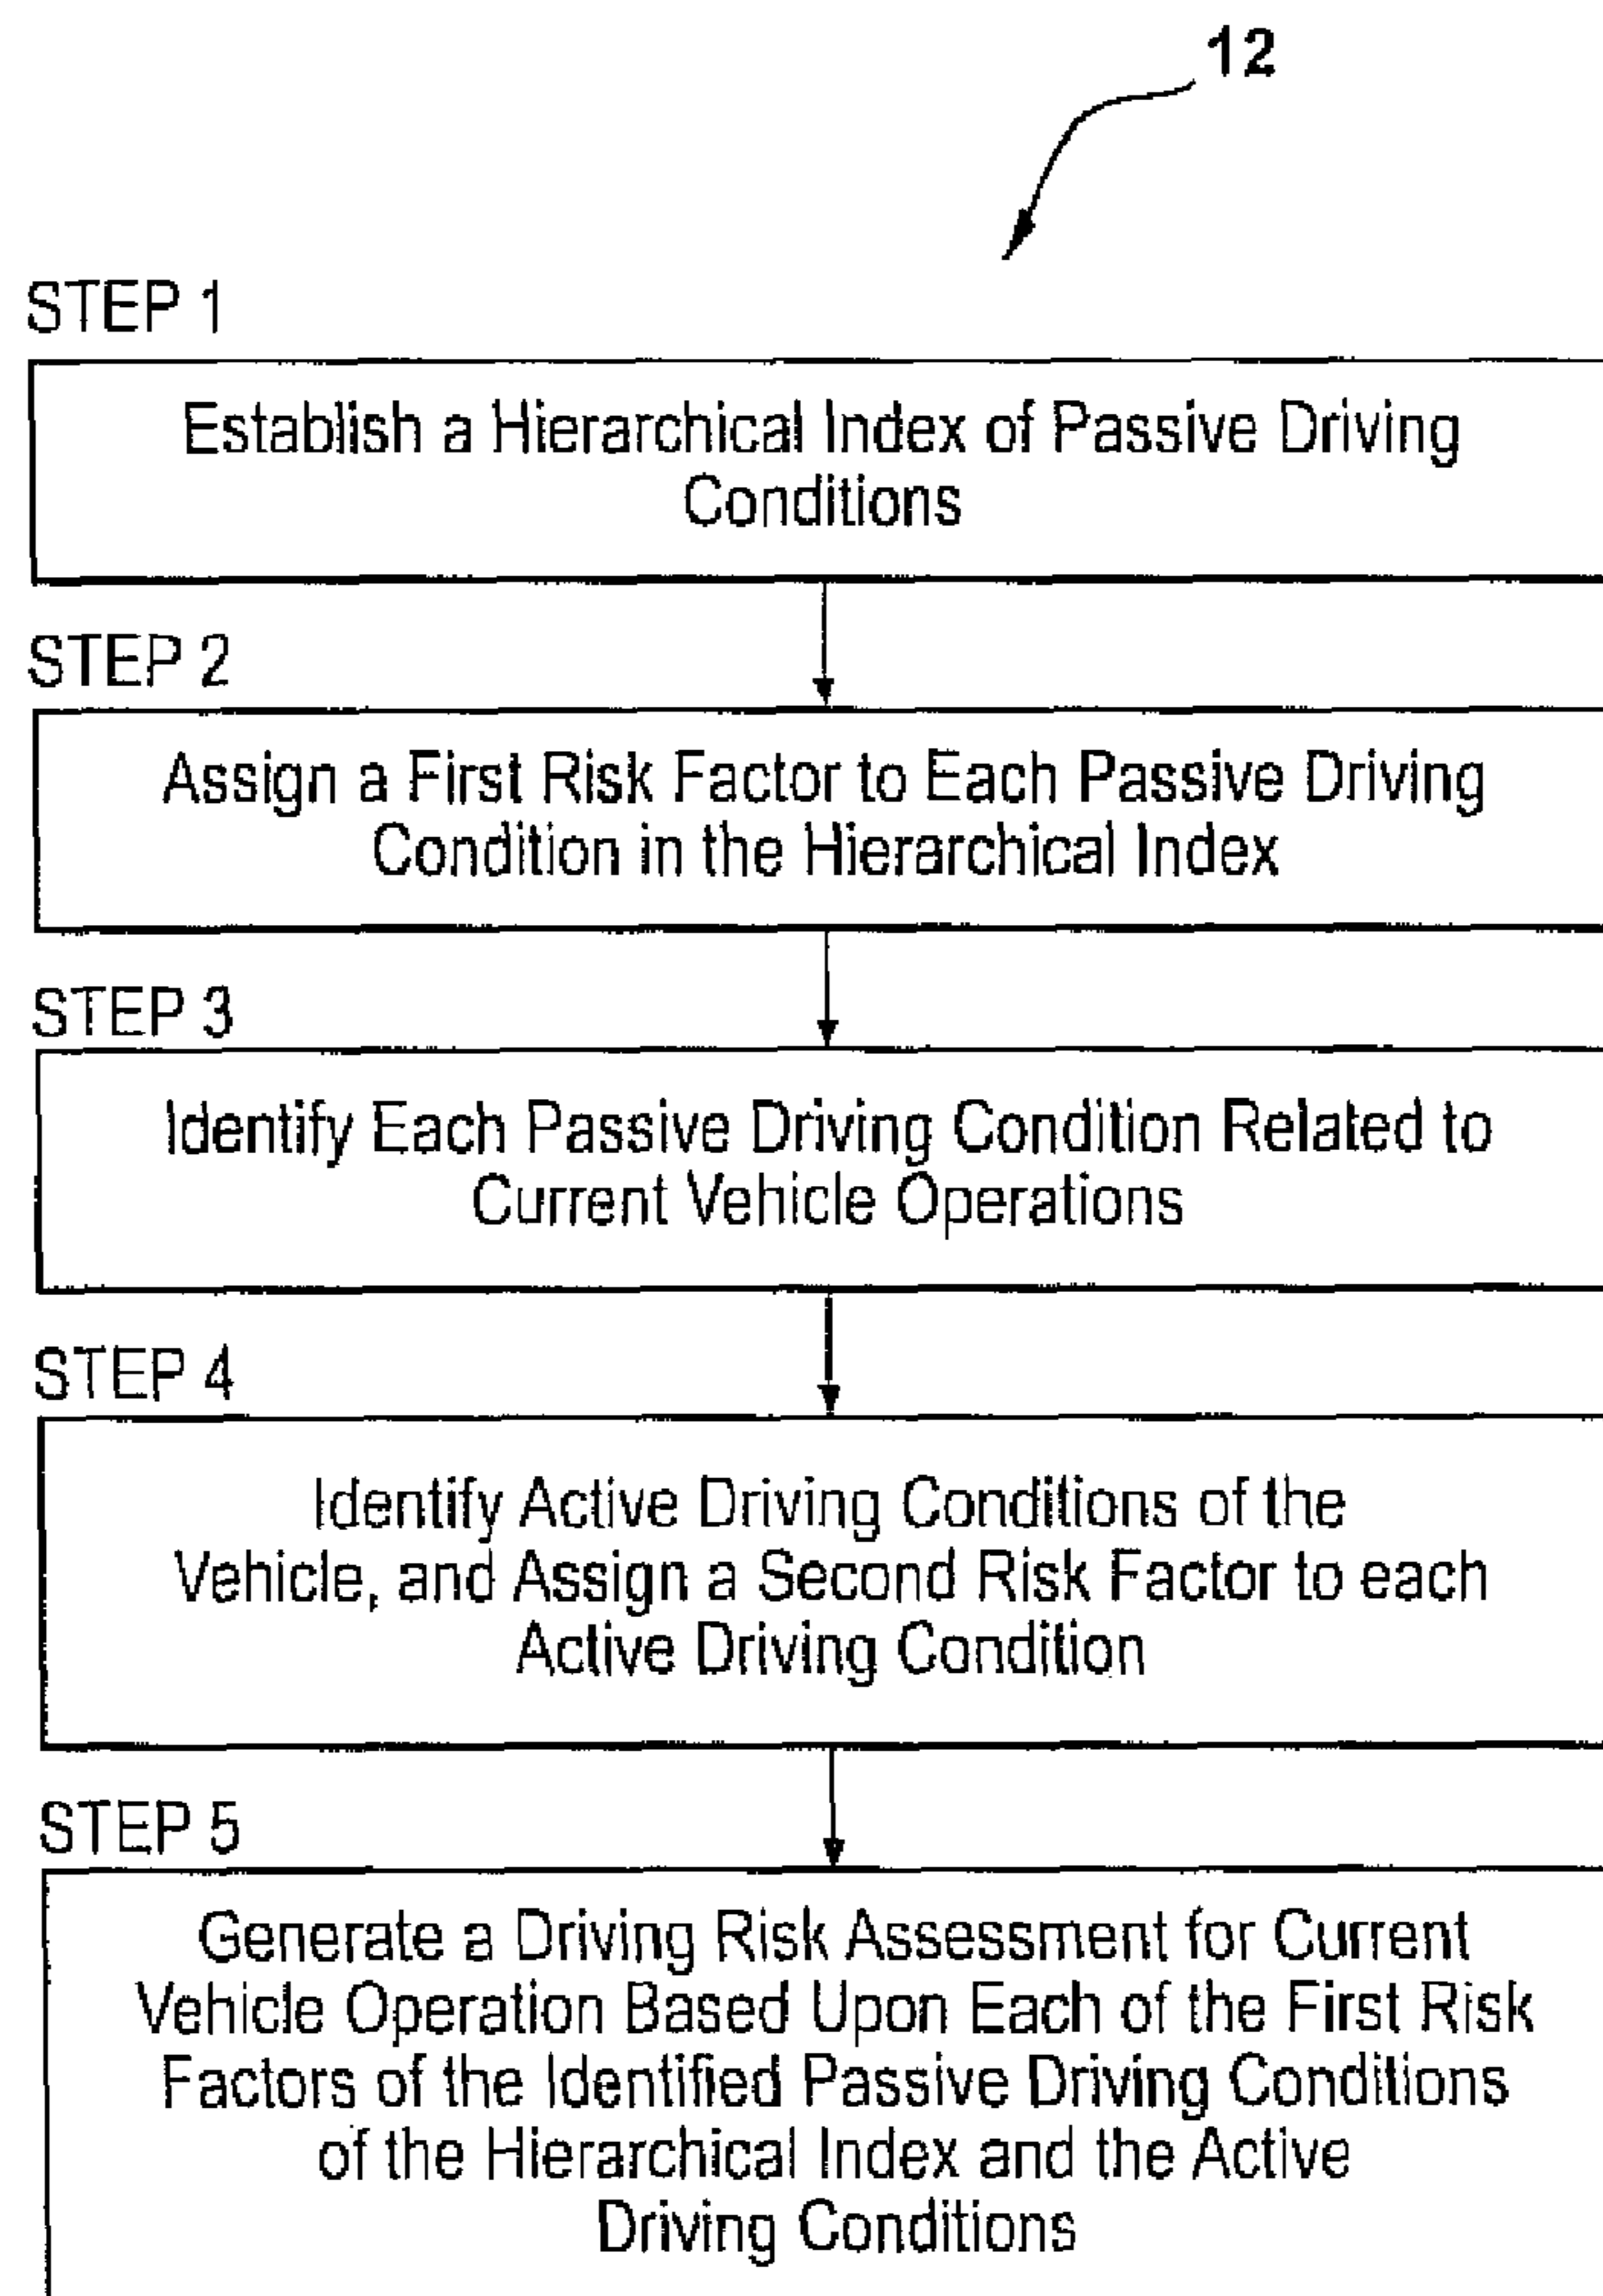 12
STEP 1
Establish a Hierarchical Index of Passive Driving
Conditions
STEP 2
Assign a First Risk Factor to Each Passive Driving
Condition in the Hierarchical Index
STEP 3
Identify Each Passive Driving Condition Related to
Current Vehicle Operations
STEP 4
Identify Active Driving Conditions of the
Vehicle, and Assign a Second Risk Factor to each
Active Driving Condition
STEP 5
Generate a Driving Risk Assessment for Current
Vehicle Operation Based Upon Each of the First Risk
Factors of the Identified Passive Driving Conditions
of the Hierarchical Index and the Active
Driving Conditions